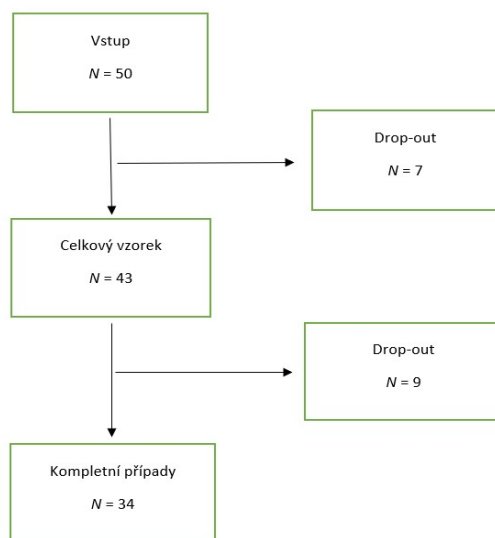 Vstup
N = 50
Drop-out
N = 7
Celkový vzorek
N = 43
Drop-out
N = 9
Kompletní případy
N = 34